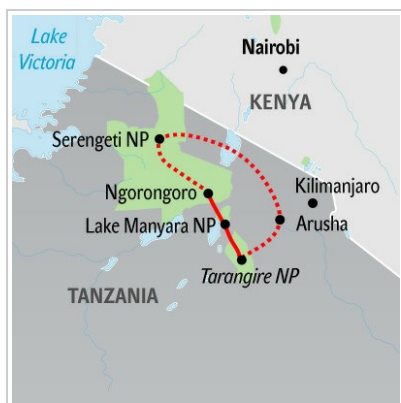 Lake
Victoria
Nairobi
KENYA
Serengeti NP
Kilimanjaro
Ngorongoro
Arusha
Lake Manyara NP
Tarangire NP
TANZANIA